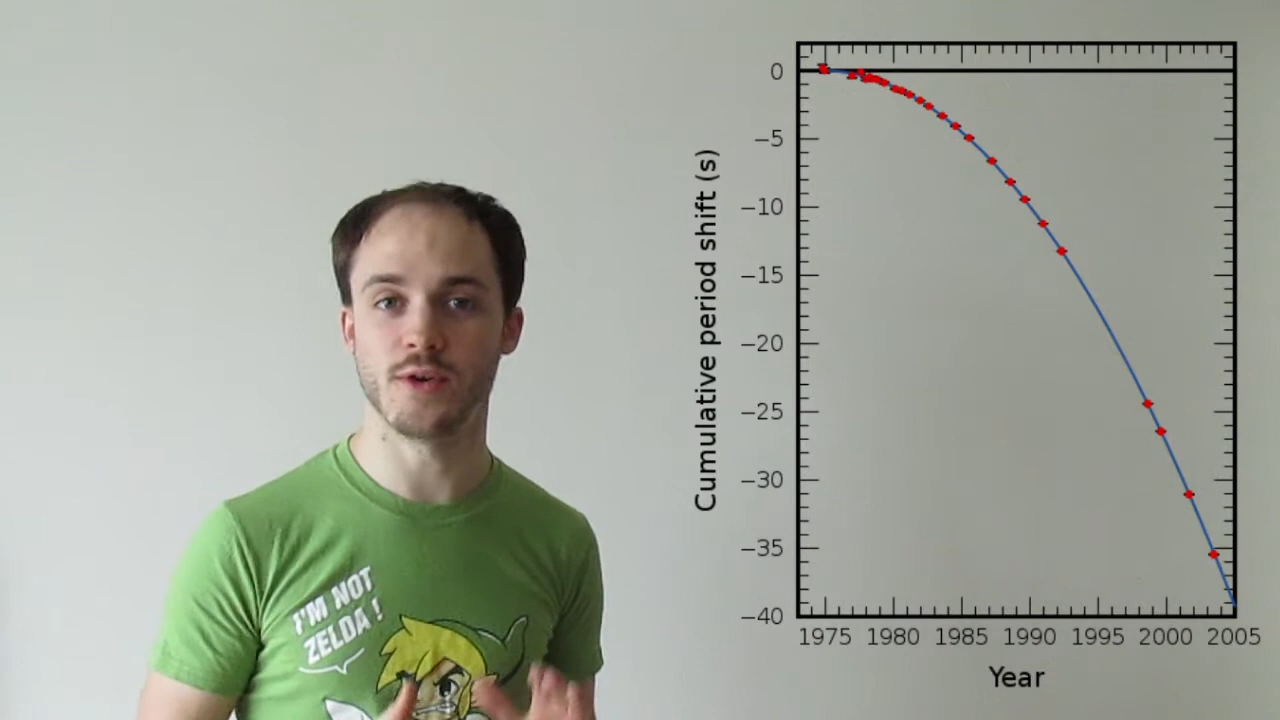 I'M NOT
ZELDA !
Cumulative period shift (s)
0
−5
−10
−15
−20
−25
−30
−35
−40
1975 1980 1985 1990 1995 2000 2005
Year